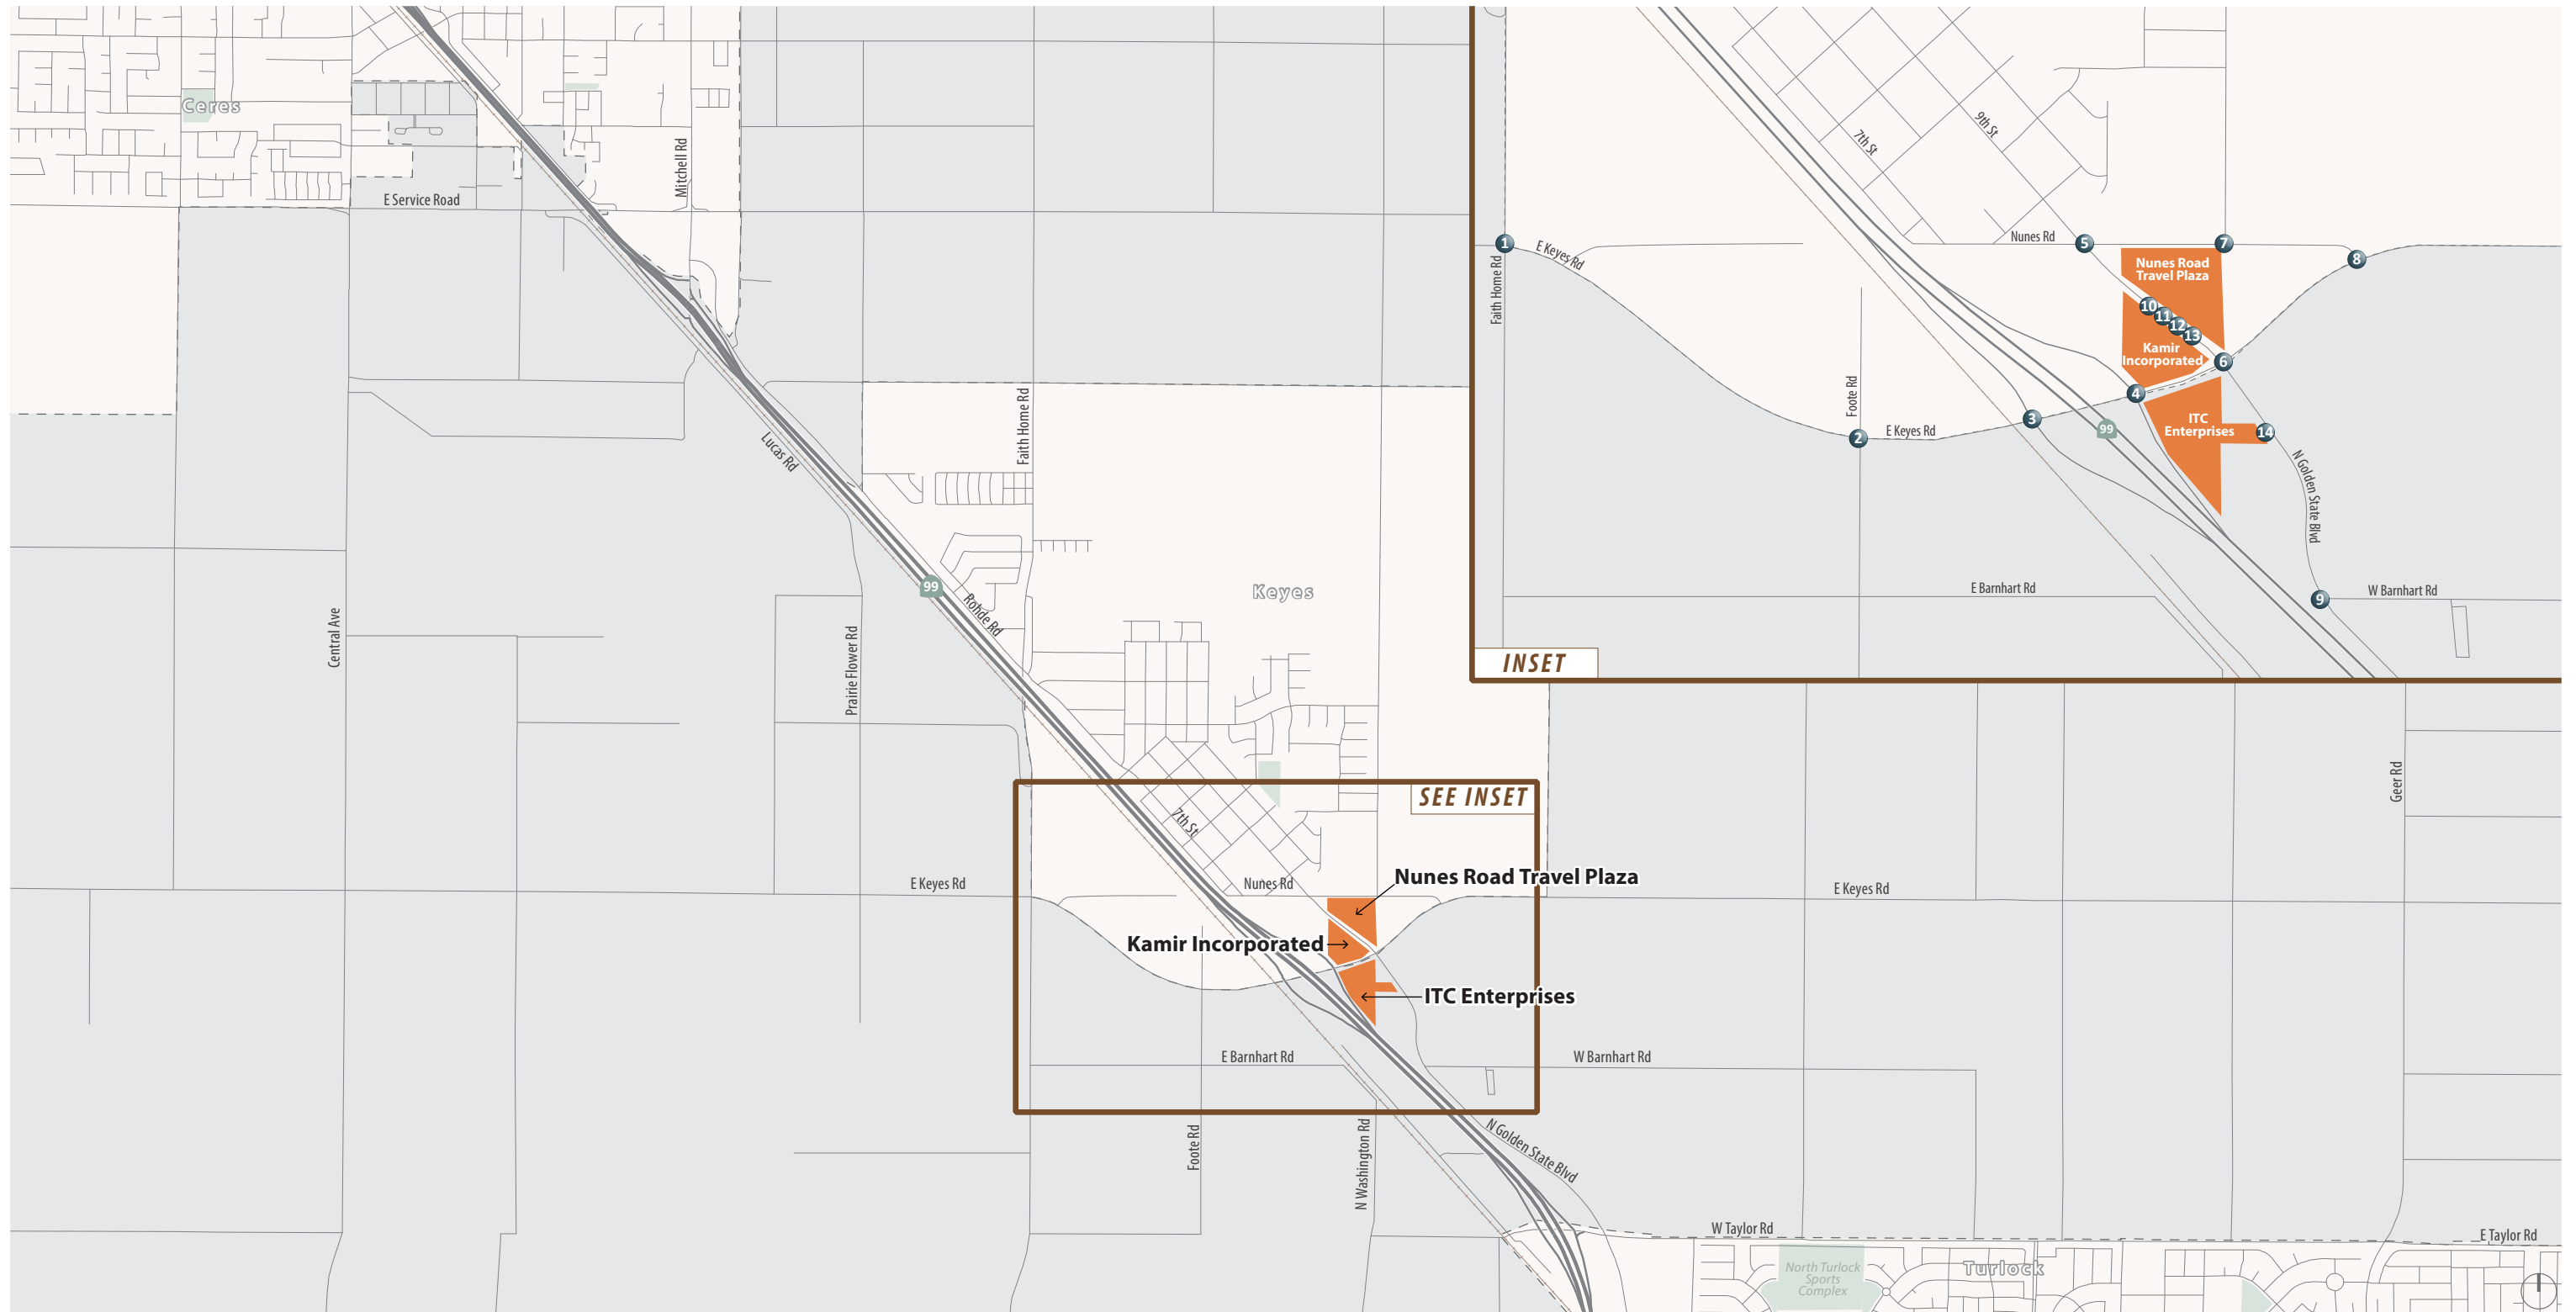 Ceres
E Service Road
Mitchell Rd
Lucas Rd
Faith Home Rd
99
Rohde Rd
Central Ave
Prairie Flower Rd
Keyes
SEE INSET
7th St
E Keyes Rd
Nunes Rd
Nunes Road Travel Plaza
Kamir Incorporated
ITC Enterprises
E Keyes Rd
Geer Rd
E Barnhart Rd
W Barnhart Rd
Foote Rd
N Washington Rd
N Golden State Blvd
W Taylor Rd
E Taylor Rd
North Turlock
Sports
Complex
Turlock
INSET
7th St
9th St
1
E Keyes Rd
Faith Home Rd
Nunes Rd
5
7
8
Nunes Road
Travel Plaza
10
11
12
13
Kamir
Incorporated
6
4
Foote Rd
2
E Keyes Rd
3
99
ITC
Enterprises
14
N Golden State Blvd
E Barnhart Rd
9
W Barnhart Rd